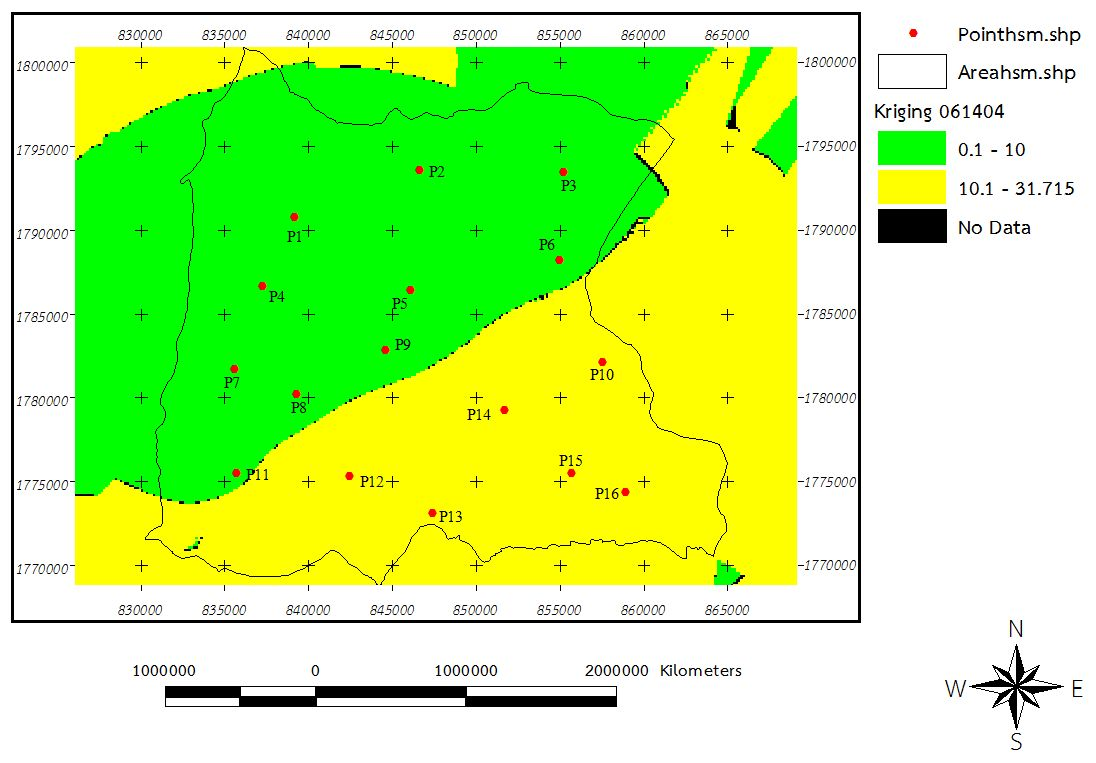 830000 835000 840000 845000 850000 855000 860000 865000
Pointhsm.shp
1800000 1800000
Areahsm.shp
Kriging 061404
1795000 1795000
0.1 - 10
P2
P3
10.1 - 31.715
P1
1790000 1790000
No Data
P6
P4
P5
1785000 1785000
P9
P7
P10
1780000 1780000
P8
P14
P15
P11
P12
1775000 1775000
P16
P13
1770000 1770000
830000 835000 840000 845000 850000 855000 860000 865000
1000000 0 1000000 2000000 Kilometers
N
W E
S